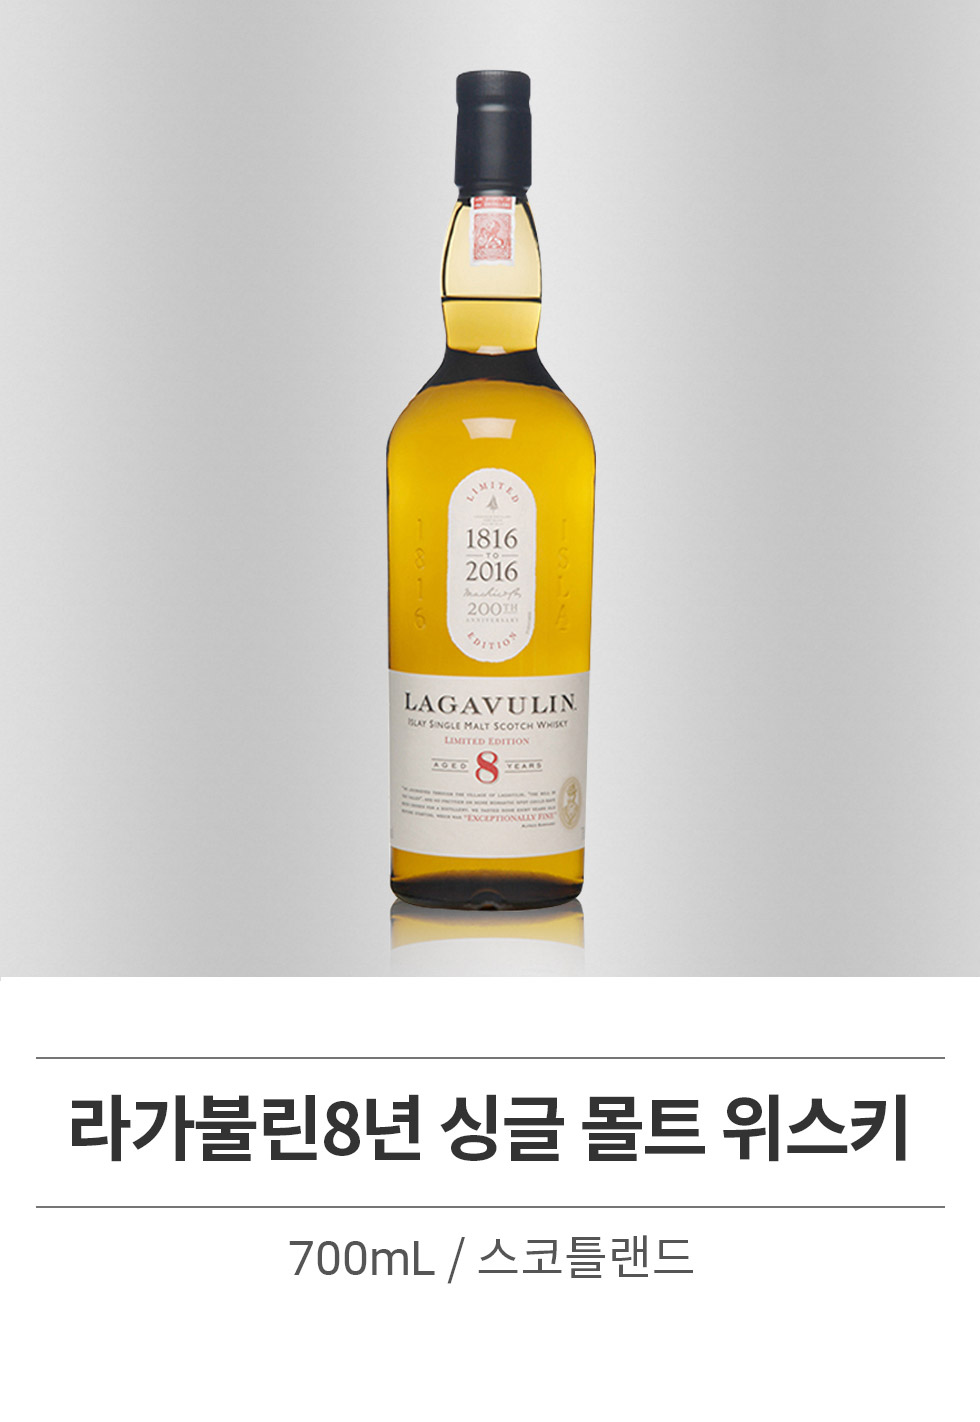 LIMITED
1816
TO
2016
200TH
ANNIVERSARY
EDITION
1816
ISLA
LAGAVULIN.
ISLAY SINGLE MALT SCOTCH WHISKY
LIMITED EDITION
AGED 8 YEARS
"EXCEPTIONALLY FINE"
라가불린8년 싱글 몰트 위스키
700mL / 스코틀랜드